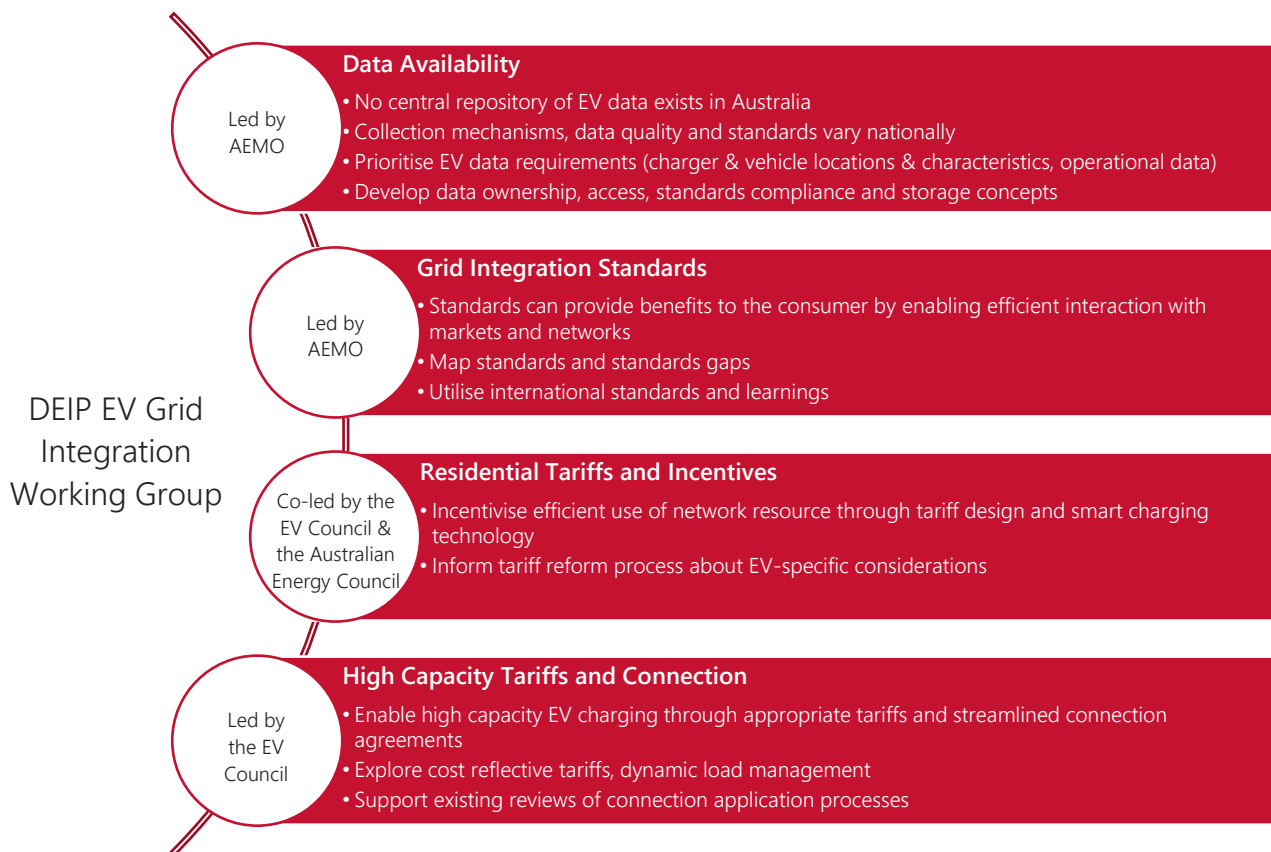 Data Availability
• No central repository of EV data exists in Australia
• Collection mechanisms, data quality and standards vary nationally
• Prioritise EV data requirements (charger & vehicle locations & characteristics, operational data)
• Develop data ownership, access, standards compliance and storage concepts
Led by
AEMO
Grid Integration Standards
• Standards can provide benefits to the consumer by enabling efficient interaction with
markets and networks
• Map standards and standards gaps
• Utilise international standards and learnings
Led by
AEMO
DEIP EV Grid
Integration
Working Group
Residential Tariffs and Incentives
• Incentivise efficient use of network resource through tariff design and smart charging
technology
• Inform tariff reform process about EV-specific considerations
Co-led by the
EV Council &
the Australian
Energy Council
High Capacity Tariffs and Connection
• Enable high capacity EV charging through appropriate tariffs and streamlined connection
agreements
• Explore cost reflective tariffs, dynamic load management
• Support existing reviews of connection application processes
Led by
the EV
Council